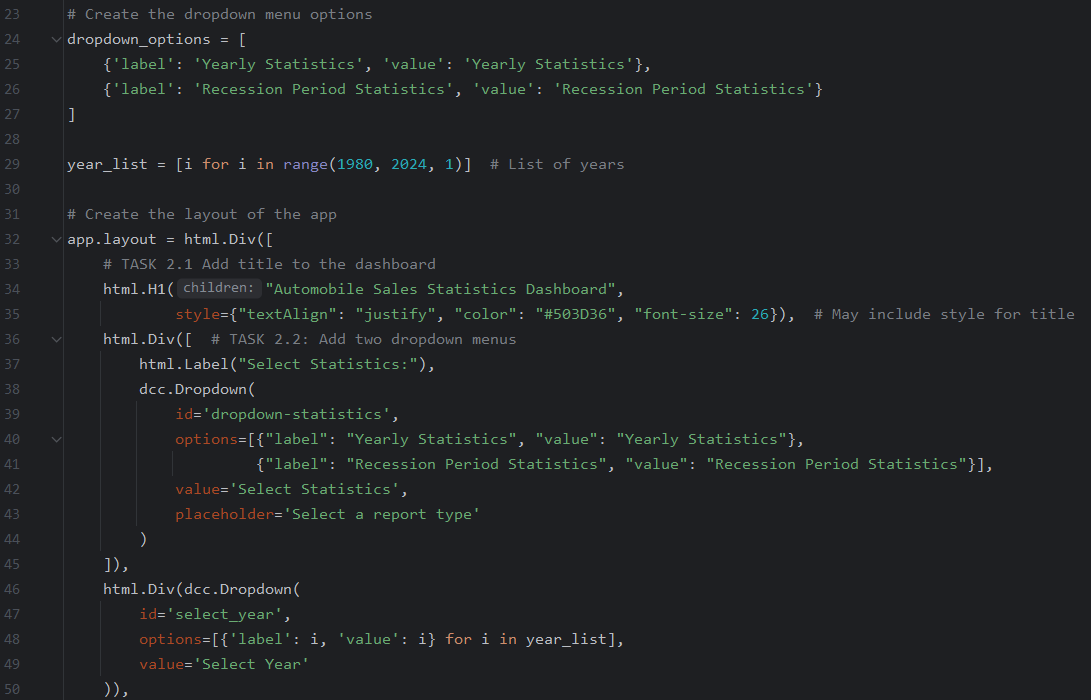 23 # Create the dropdown menu options
24 dropdown_options = [
25 {'label': 'Yearly Statistics', 'value': 'Yearly Statistics'},
26 {'label': 'Recession Period Statistics', 'value': 'Recession Period Statistics'}
27 ]
28
29 year_list = [i for i in range(1980, 2024, 1)]  # List of years
30
31 # Create the layout of the app
32 app.layout = html.Div([
33 # TASK 2.1 Add title to the dashboard
34 html.H1( children: "Automobile Sales Statistics Dashboard",
35 style={"textAlign": "justify", "color": "#503D36", "font-size": 26}),  # May include style for title
36 html.Div([  # TASK 2.2: Add two dropdown menus
37 html.Label("Select Statistics:"),
38 dcc.Dropdown(
39 id='dropdown-statistics',
40 options=[{"label": "Yearly Statistics", "value": "Yearly Statistics"},
41 {"label": "Recession Period Statistics", "value": "Recession Period Statistics"}],
42 value='Select Statistics',
43 placeholder='Select a report type'
44 )
45 ]),
46 html.Div(dcc.Dropdown(
47 id='select_year',
48 options=[{'label': i, 'value': i} for i in year_list],
49 value='Select Year'
50 )),